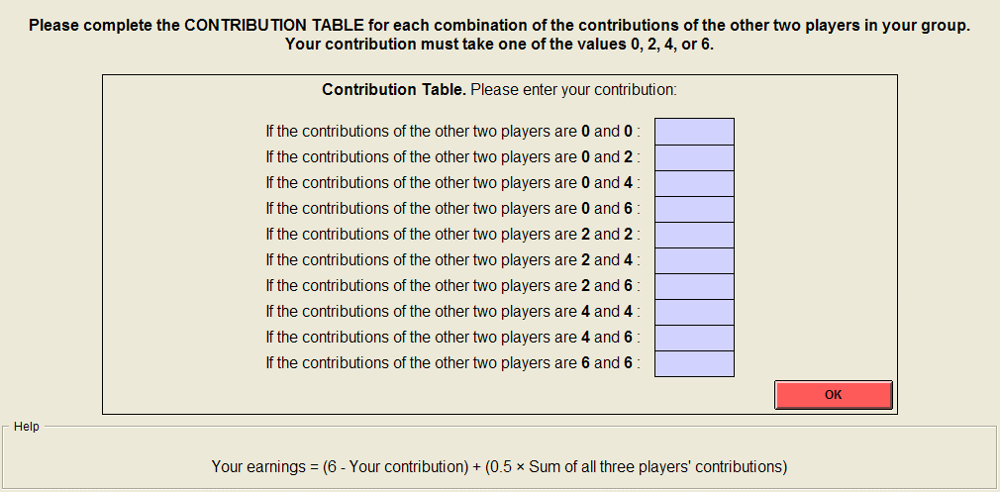 Please complete the CONTRIBUTION TABLE for each combination of the contributions of the other two players in your group.
Your contribution must take one of the values 0, 2, 4, or 6.
Contribution Table. Please enter your contribution:
If the contributions of the other two players are 0 and 0 :
If the contributions of the other two players are 0 and 2 :
If the contributions of the other two players are 0 and 4 :
If the contributions of the other two players are 0 and 6 :
If the contributions of the other two players are 2 and 2 :
If the contributions of the other two players are 2 and 4 :
If the contributions of the other two players are 2 and 6 :
If the contributions of the other two players are 4 and 4 :
If the contributions of the other two players are 4 and 6 :
If the contributions of the other two players are 6 and 6 :
OK
Help
Your earnings = (6 - Your contribution) + (0.5 × Sum of all three players' contributions)